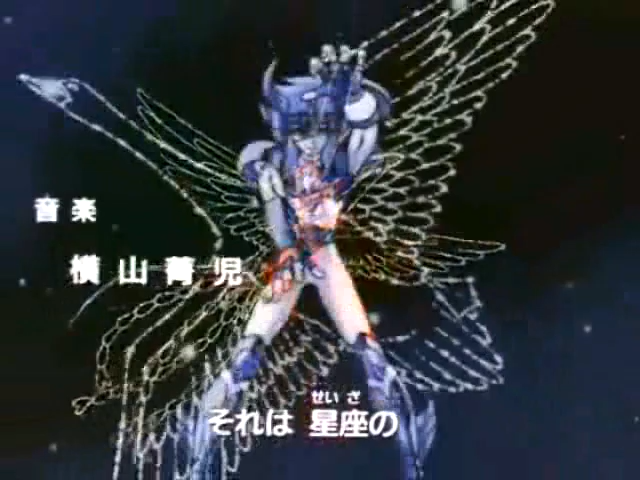 音楽
横山菁児
せいざ
それは 星座の